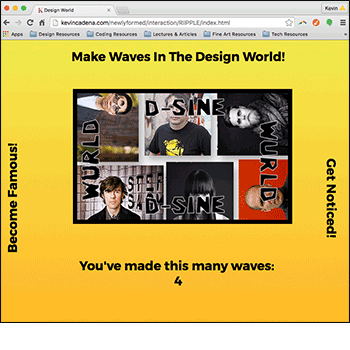 Design World
Kevin
kevincadena.com/newlyformed/interaction/RIPPLE/index.html
Apps
Design Resources
Coding Resources
Lectures & Articles
Fine Art Resources
Tech Resources
Make Waves In The Design World!
Become Famous!
D-SINE
WURLD
WURLD
D-SINE
Get Noticed!
You've made this many waves:
4